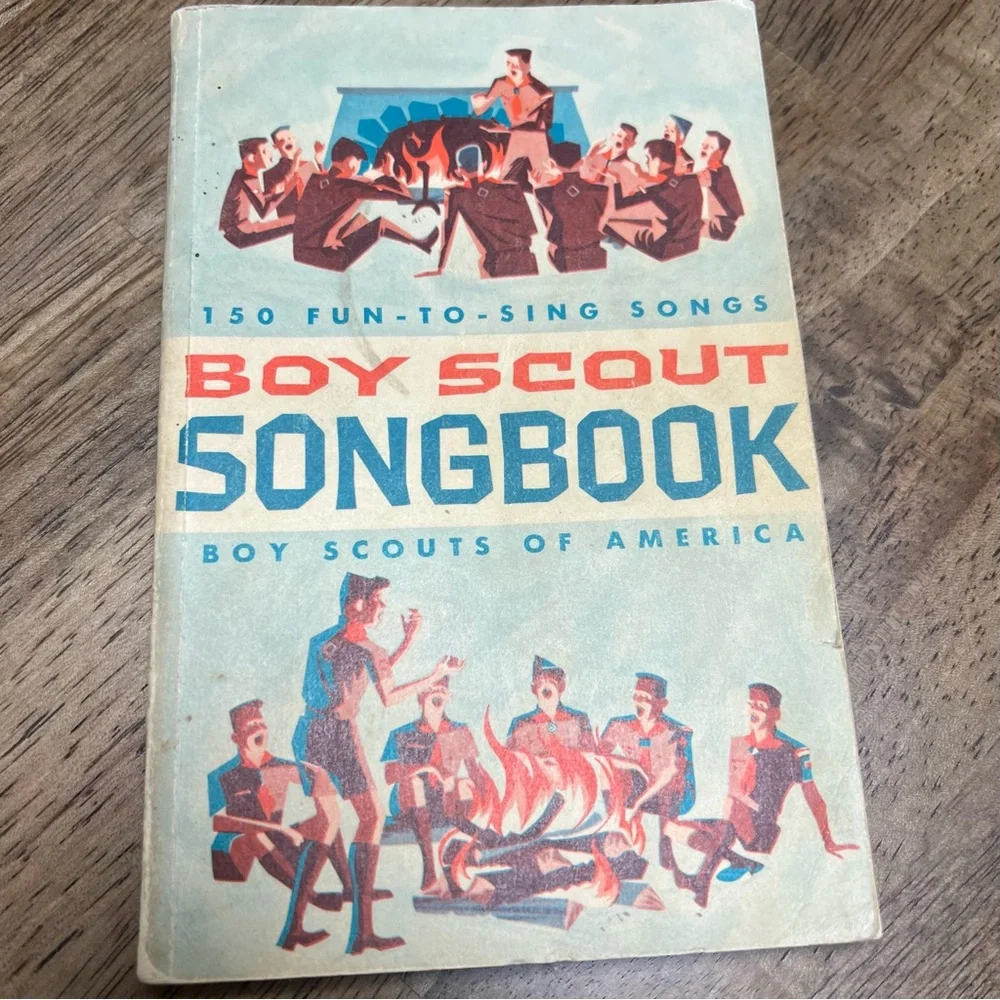 150 FUN-TO-SING SONGS
BOY SCOUT
SONGBOOK
BOY SCOUTS OF AMERICA